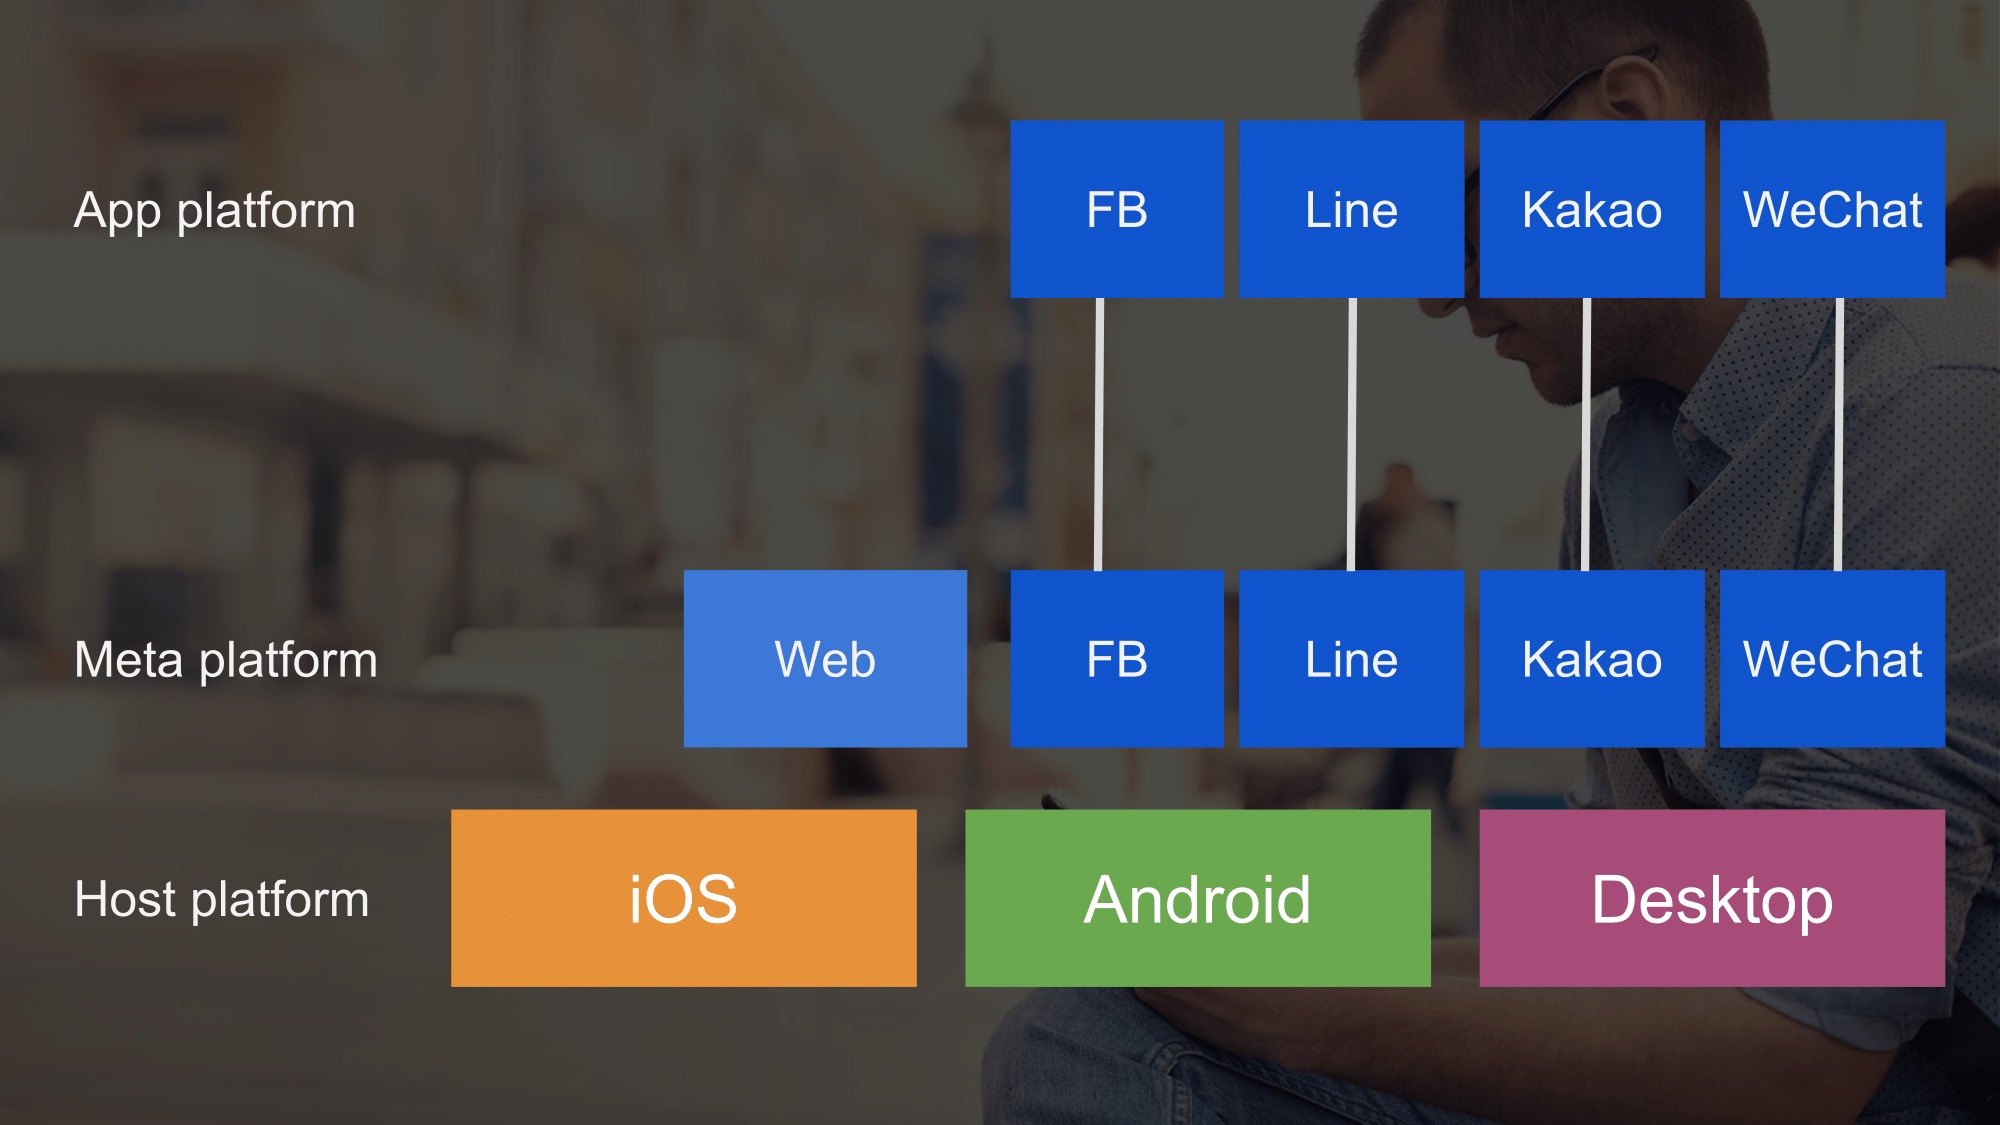 App platform
FB
Line
Kakao
WeChat
Meta platform
Web
FB
Line
Kakao
WeChat
Host platform
iOS
Android
Desktop